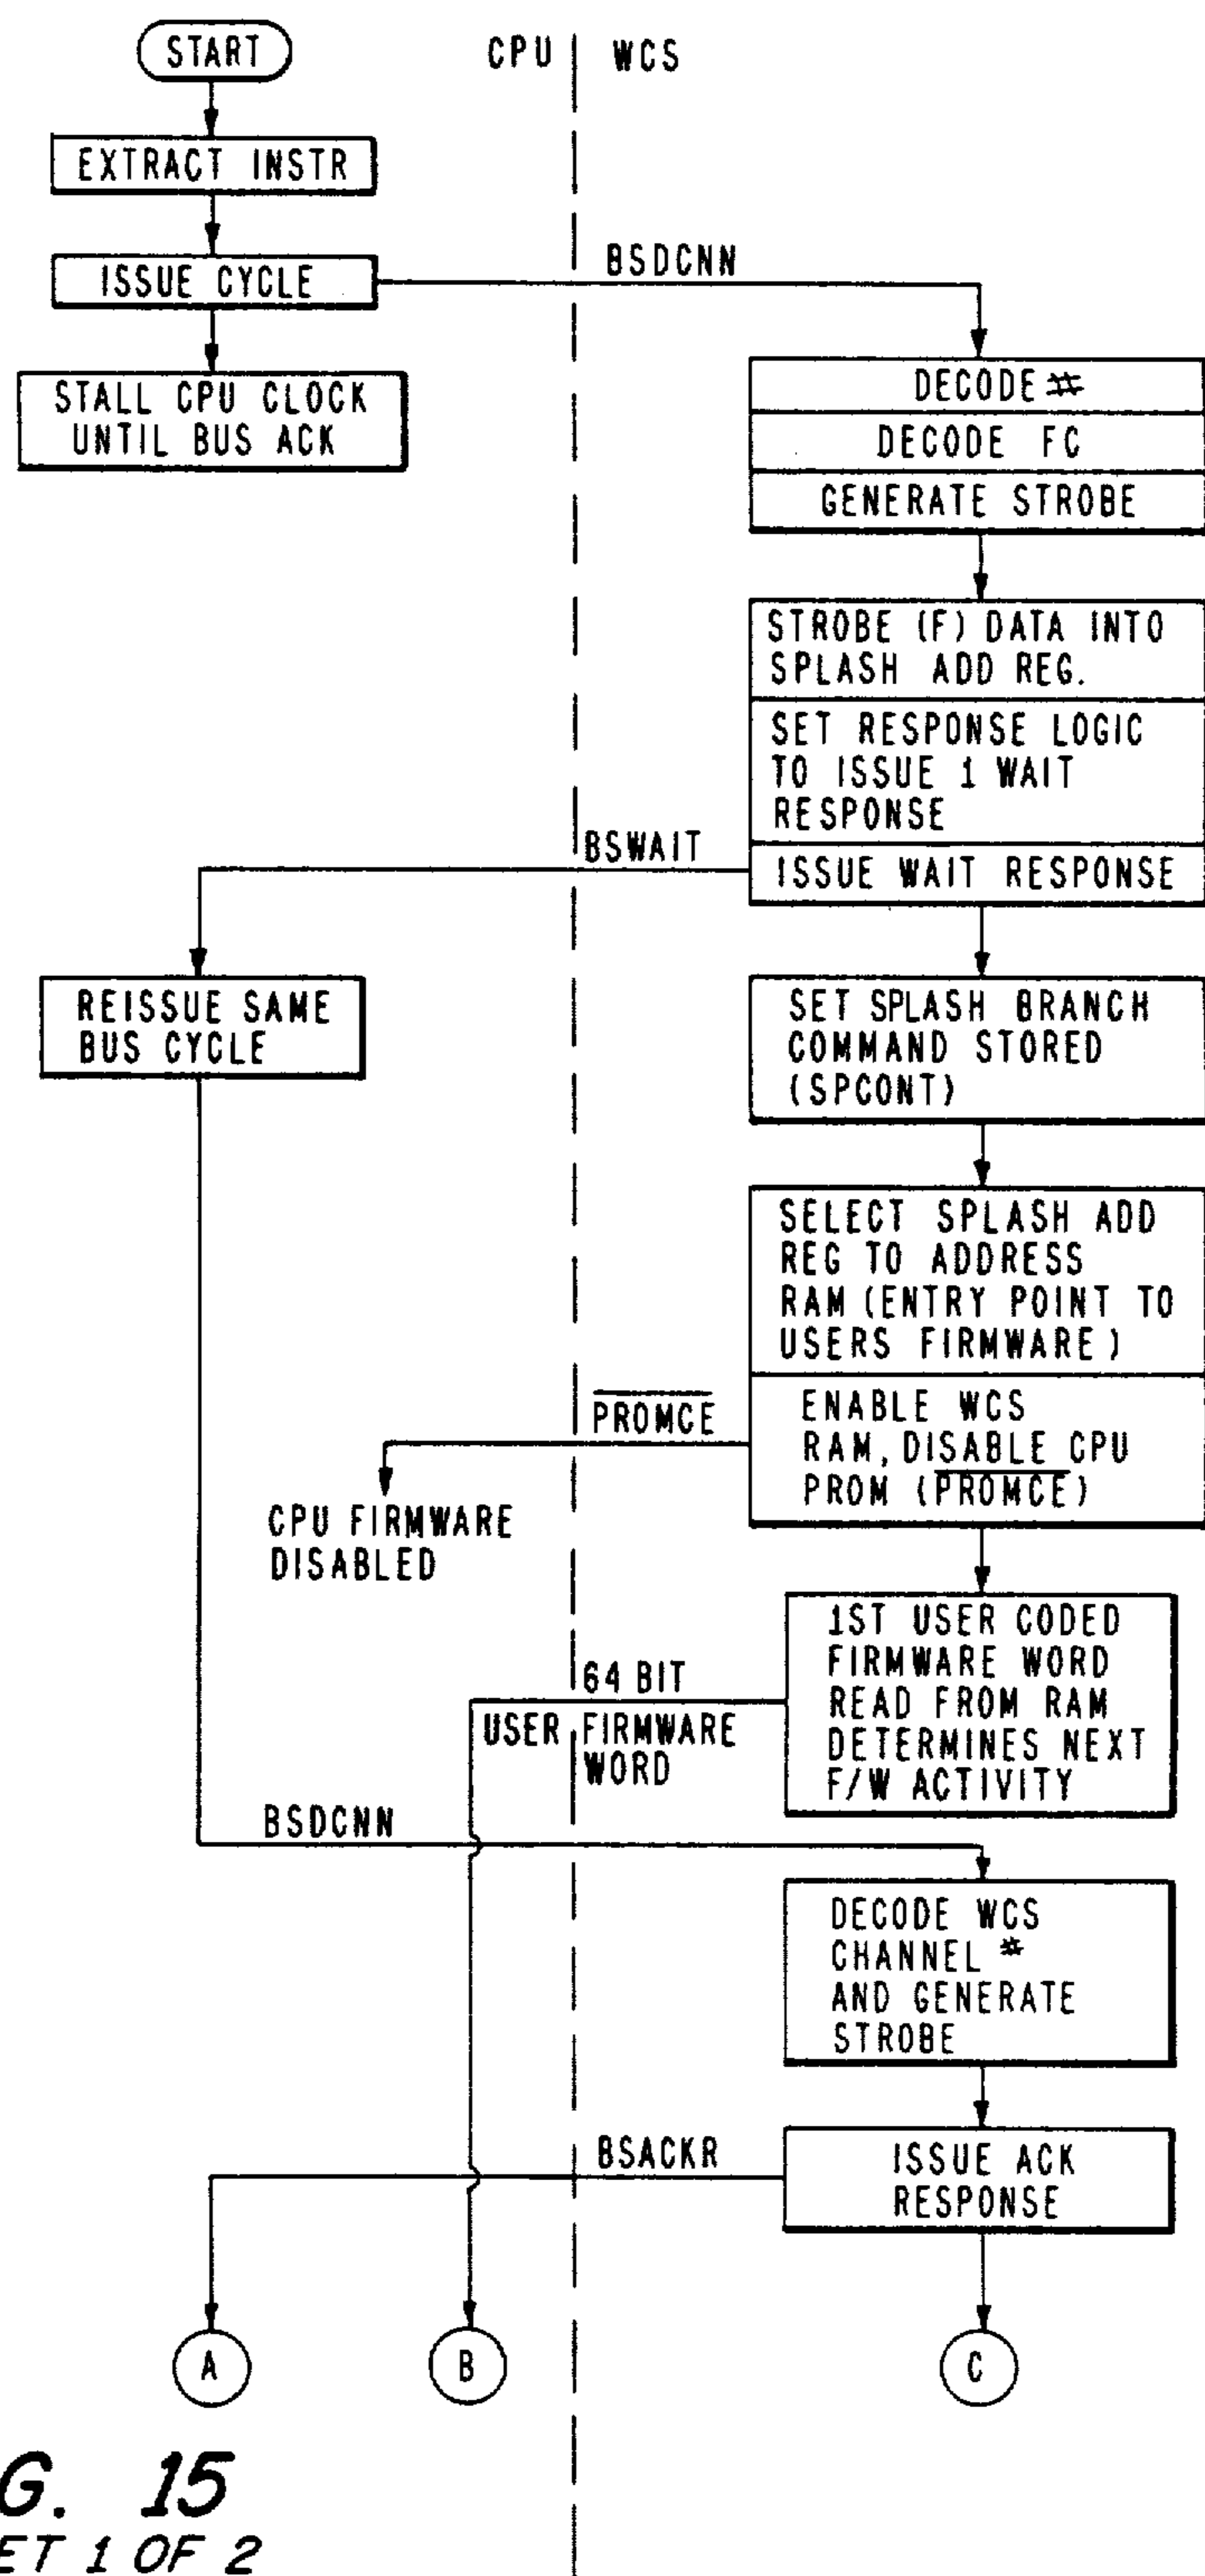 START
CPU WCS
EXTRACT INSTR
ISSUE CYCLE
BSDCNN
STALL CPU CLOCK
UNTIL BUS ACK
DECODE #
DECODE FC
GENERATE STROBE
STROBE (F) DATA INTO
SPLASH ADD REG.
SET RESPONSE LOGIC
TO ISSUE 1 WAIT
RESPONSE
BSWAIT
ISSUE WAIT RESPONSE
REISSUE SAME
BUS CYCLE
SET SPLASH BRANCH
COMMAND STORED
(SPCONT)
SELECT SPLASH ADD
REG TO ADDRESS
RAM (ENTRY POINT TO
USERS FIRMWARE)
PROMCE
ENABLE WCS
RAM, DISABLE CPU
PROM (PROMCE)
CPU FIRMWARE
DISABLED
1ST USER CODED
FIRMWARE WORD
READ FROM RAM
DETERMINES NEXT
F/W ACTIVITY
64 BIT
USER FIRMWARE
WORD
BSDCNN
DECODE WCS
CHANNEL #
AND GENERATE
STROBE
BSACKR
ISSUE ACK
RESPONSE
A
B
C
G. 15
ET 1 OF 2